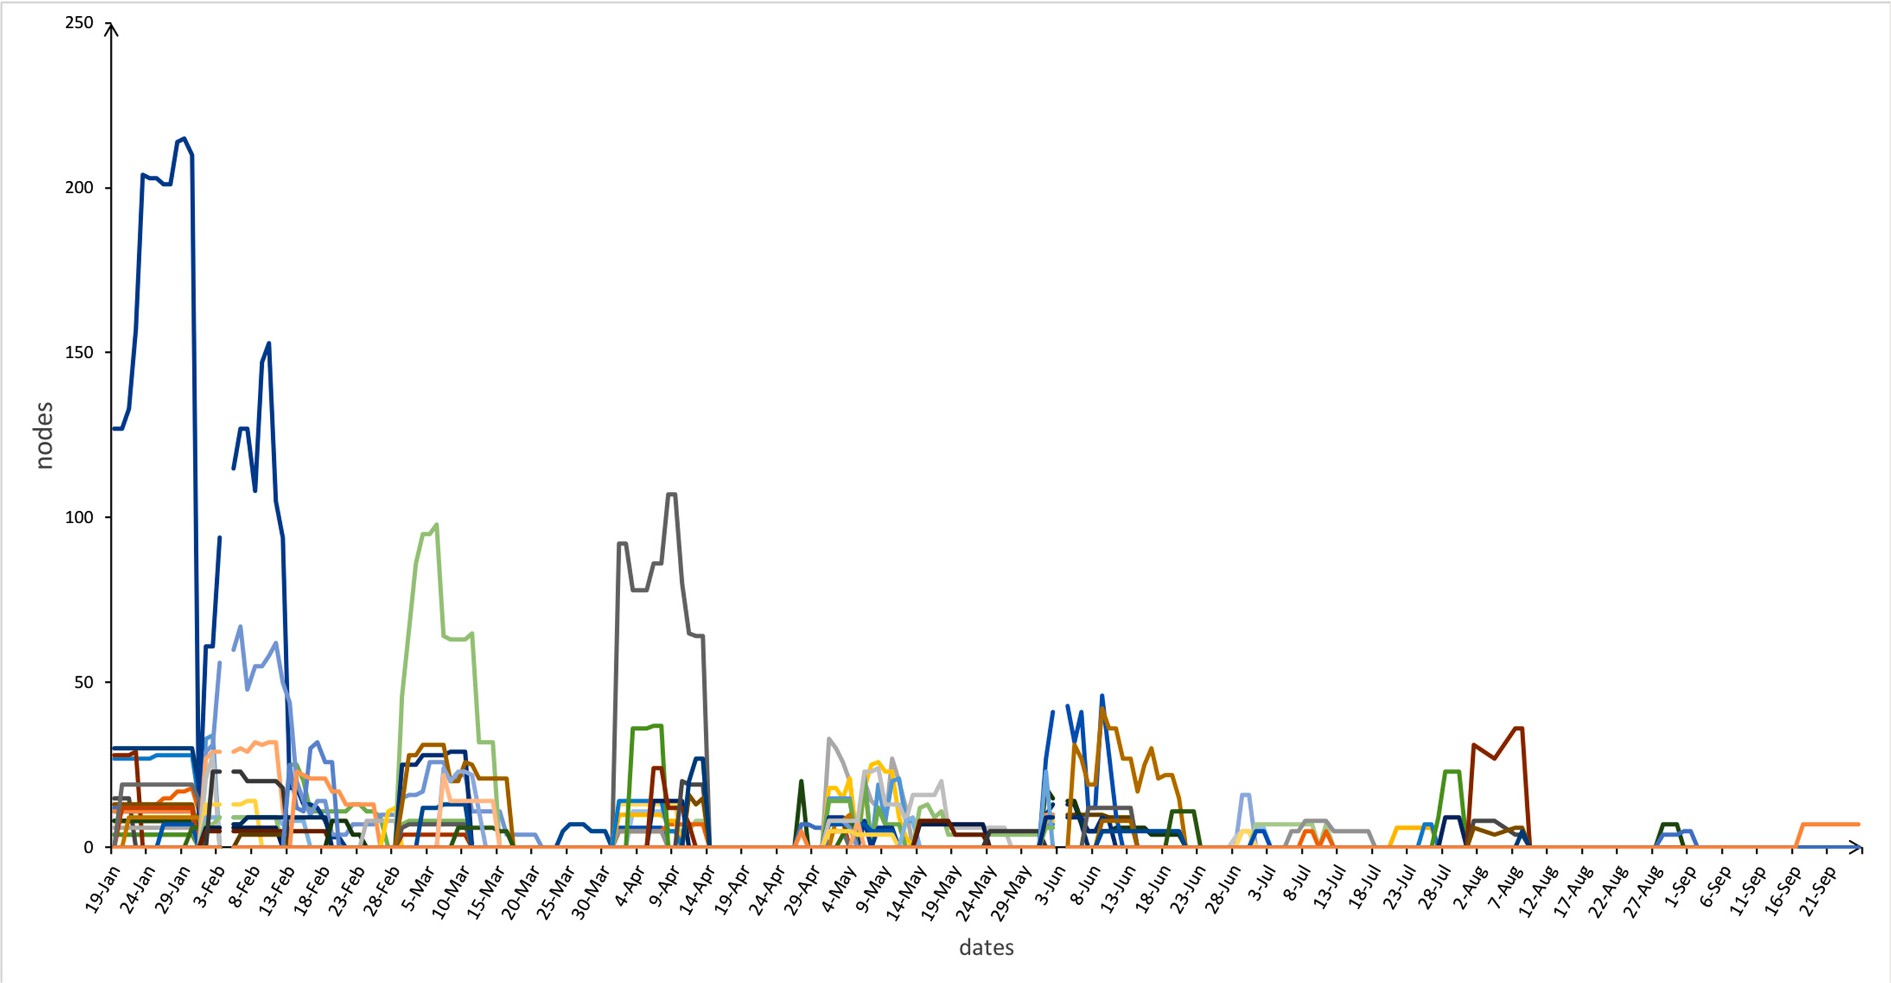 250
200
150
100
50
0
nodes
19-Jan
24-Jan
29-Jan
3-Feb
8-Feb
13-Feb
18-Feb
23-Feb
28-Feb
5-Mar
10-Mar
15-Mar
20-Mar
25-Mar
30-Mar
4-Apr
9-Apr
14-Apr
19-Apr
24-Apr
29-Apr
4-May
9-May
14-May
19-May
24-May
29-May
3-Jun
8-Jun
13-Jun
18-Jun
23-Jun
28-Jun
3-Jul
8-Jul
13-Jul
18-Jul
23-Jul
28-Jul
2-Aug
7-Aug
12-Aug
17-Aug
22-Aug
27-Aug
1-Sep
6-Sep
11-Sep
16-Sep
21-Sep
dates